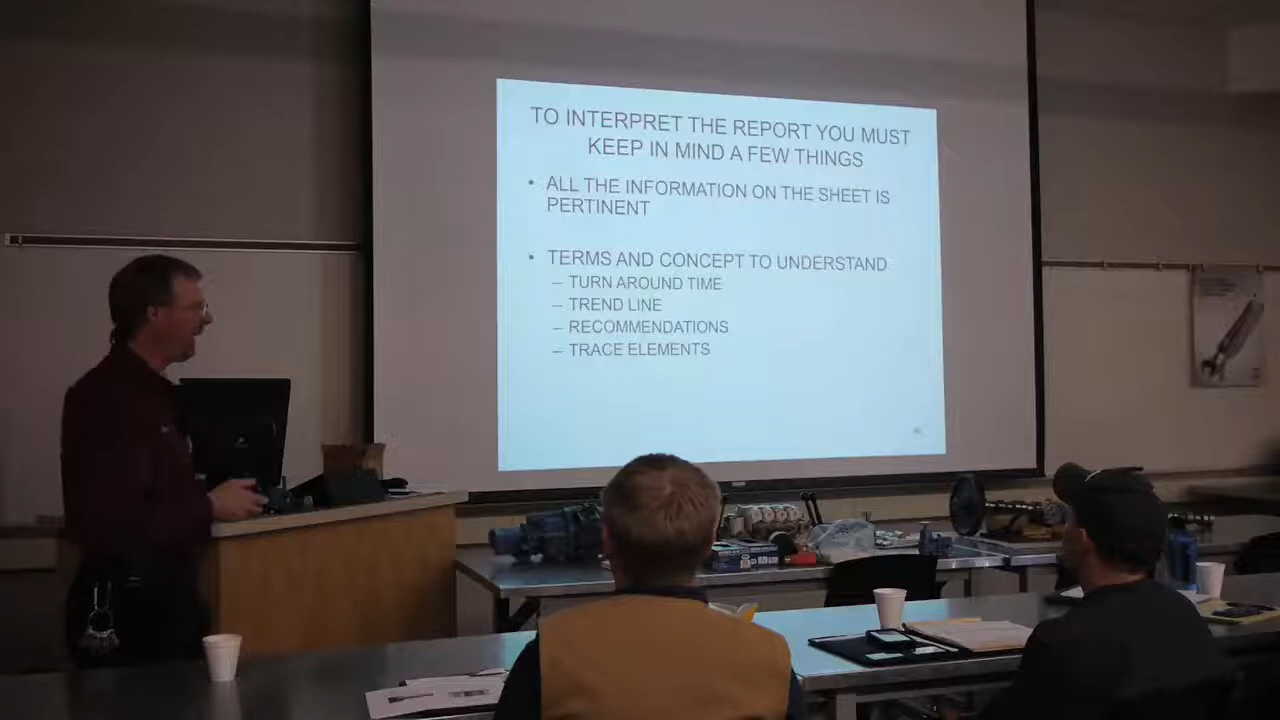 TO INTERPRET THE REPORT YOU MUST
KEEP IN MIND A FEW THINGS
• ALL THE INFORMATION ON THE SHEET IS
PERTINENT
• TERMS AND CONCEPT TO UNDERSTAND
– TURN AROUND TIME
– TREND LINE
– RECOMMENDATIONS
– TRACE ELEMENTS